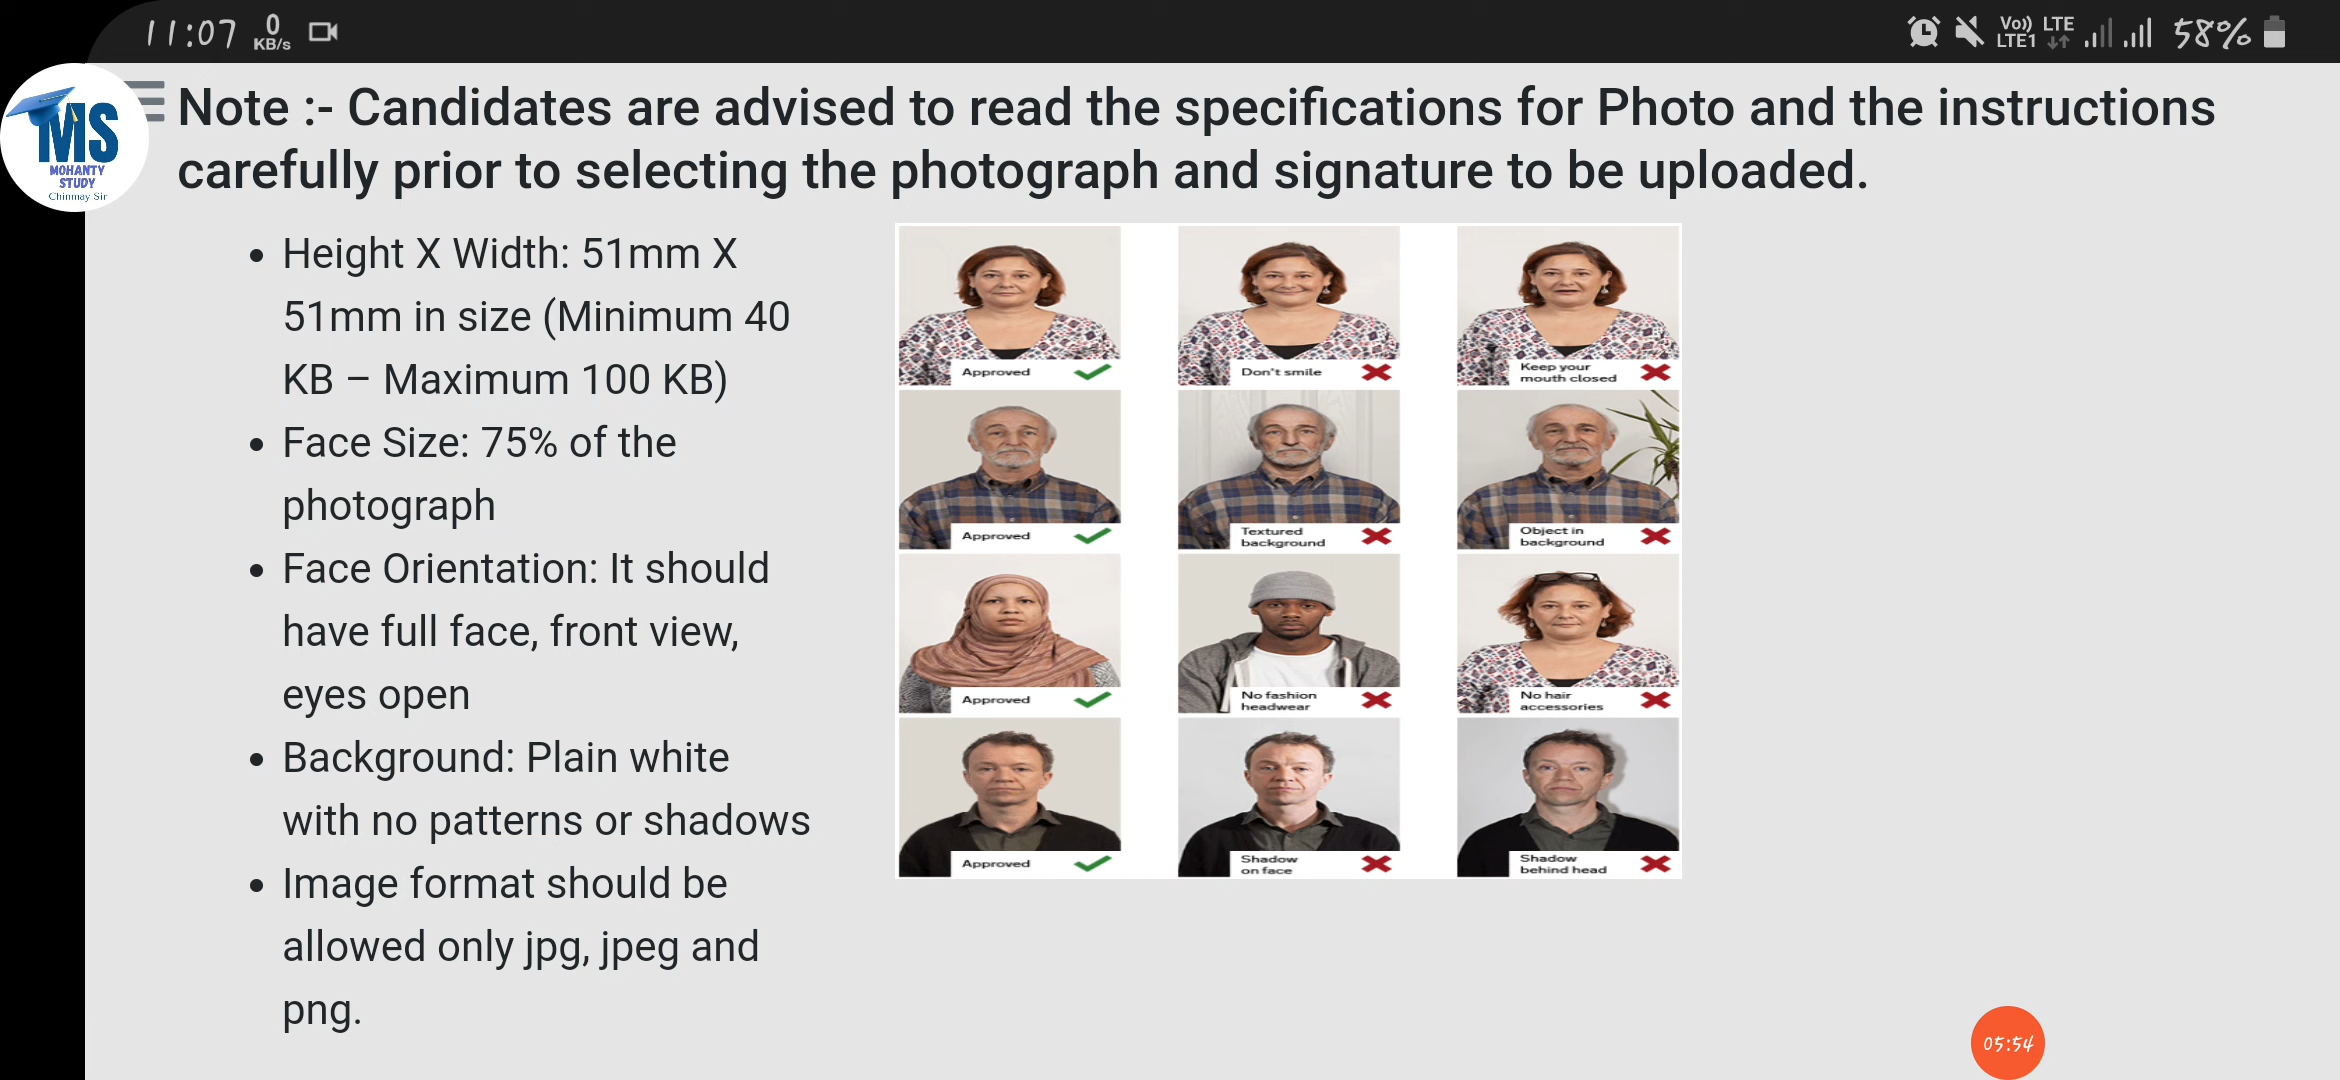 11:07 0 KB/s Vo)) LTE LTE1 58%
MS
MOHANTY
STUDY
Chinmay Sir
Note :- Candidates are advised to read the specifications for Photo and the instructions
carefully prior to selecting the photograph and signature to be uploaded.
• Height X Width: 51mm X
51mm in size (Minimum 40
KB – Maximum 100 KB)
• Face Size: 75% of the
photograph
• Face Orientation: It should
have full face, front view,
eyes open
• Background: Plain white
with no patterns or shadows
• Image format should be
allowed only jpg, jpeg and
png.
Approved
Don't smile
Keep your
mouth closed
Approved
Textured
background
Object in
background
Approved
No fashion
headwear
No hair
accessories
Approved
Shadow
on face
Shadow
behind head
05:54